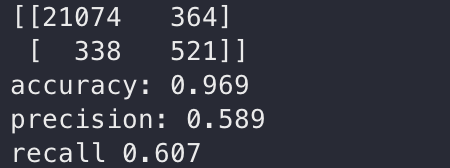 [[21074   364]
 [  338   521]]
accuracy: 0.969
precision: 0.589
recall 0.607